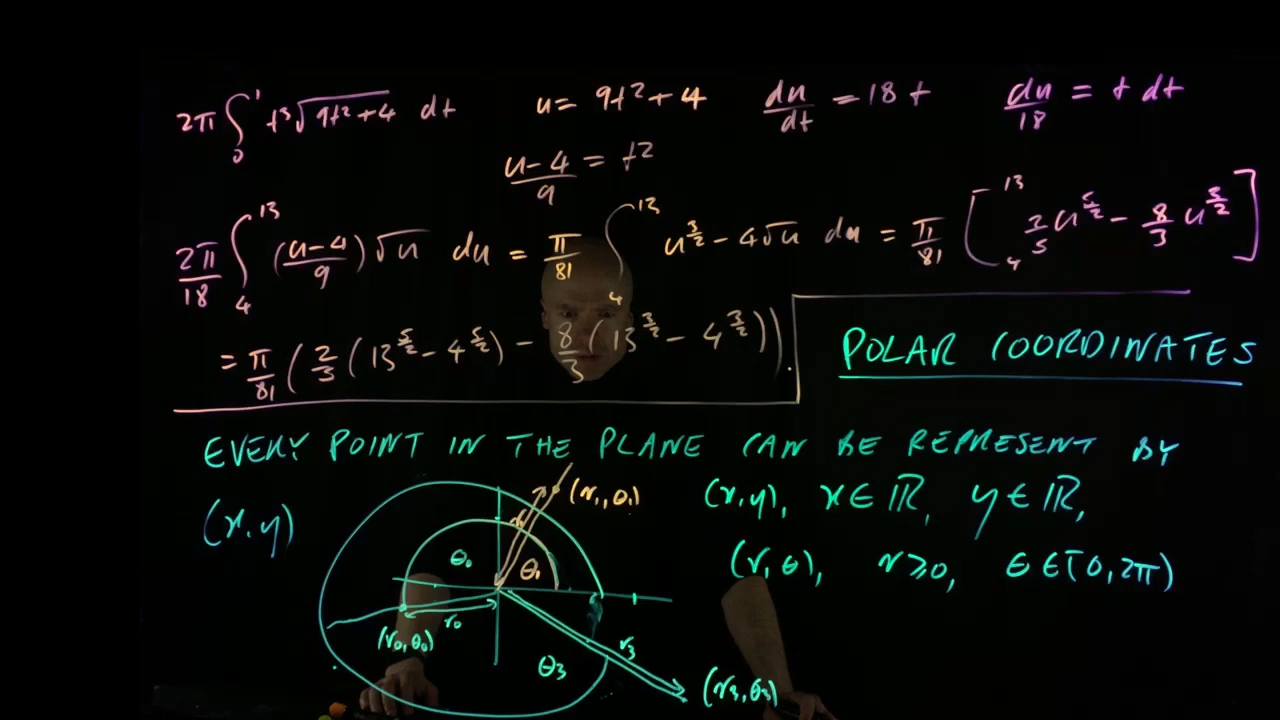 2π ∫₀¹ t³√(9t²+4) dt   u = 9t²+4   du/dt = 18t   du/18 = t dt
(u-4)/9 = t²
2π/18 ∫₄¹³ ((u-4)/9)√u du = π/81 ∫₄¹³ u^(3/2) - 4√u du = π/81 [₄¹³ 2/5 u^(5/2) - 8/3 u^(3/2)]
= π/81 (2/3 (13^(5/2) - 4^(5/2)) - 8/3 (13^(3/2) - 4^(3/2))).
POLAR COORDINATES
EVERY POINT IN THE PLANE CAN BE REPRESENT BY
(x,y)
(x,y), x∈ℝ, y∈ℝ,
(r,θ), r≥0, θ∈[0,2π)
(r₁,θ₁)
r₁
θ₀
θ₁
r₀
(r₀,θ₀)
r₃
θ₃
(r₃,θ₃)